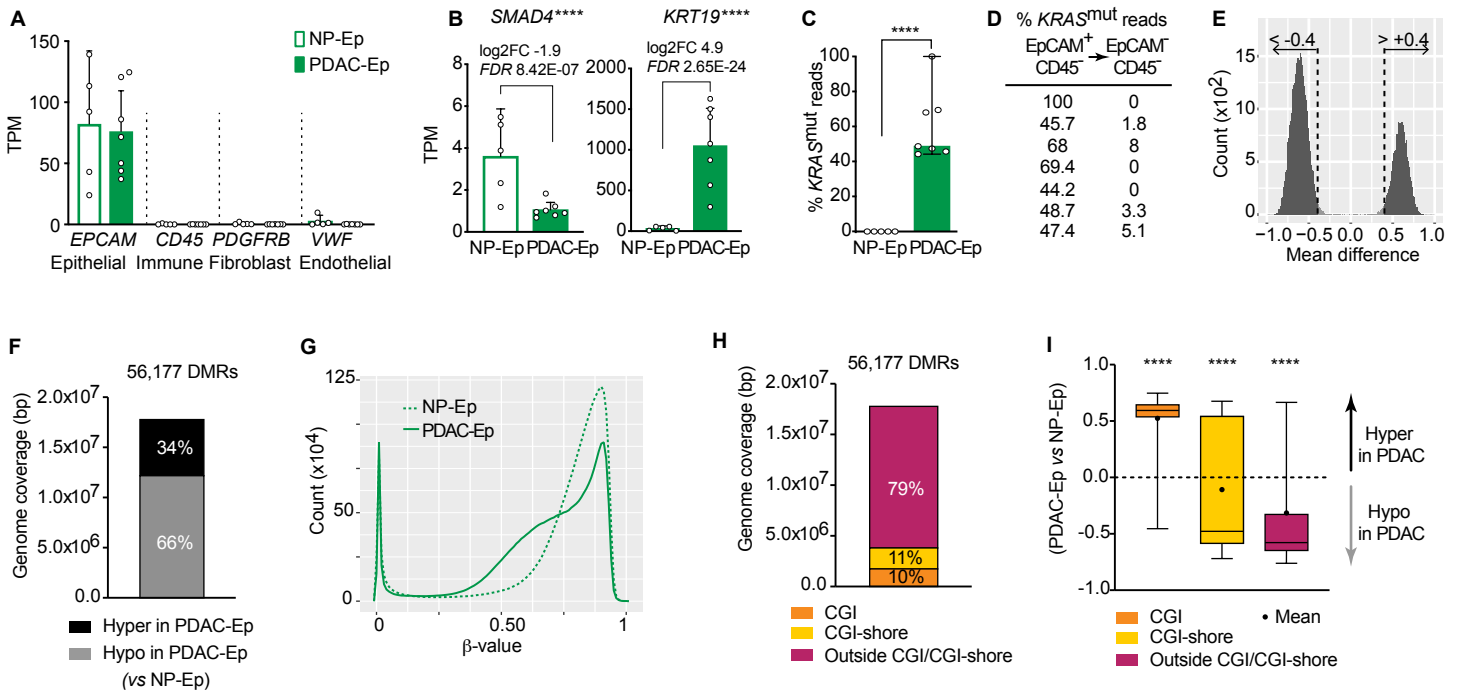 A
NP-Ep
PDAC-Ep
TPM
150
100
50
0
EPCAM CD45 PDGFRB VWF
Epithelial Immune Fibroblast Endothelial
B
SMAD4****
log2FC -1.9
FDR 8.42E-07
TPM
6
4
2
0
NP-Ep PDAC-Ep
KRT19****
log2FC 4.9
FDR 2.65E-24
2000
1500
1000
500
0
NP-Ep PDAC-Ep
C
****
% KRASmut reads
100
80
60
40
20
0
NP-Ep PDAC-Ep
D
% KRASmut reads
EpCAM+ EpCAM-
CD45- CD45-
100 0
45.7 1.8
68 8
69.4 0
44.2 0
48.7 3.3
47.4 5.1
E
< -0.4 > +0.4
Count (x10²)
15
10
5
0
−1.0 −0.5 0.0 0.5 1.0
Mean difference
F
56,177 DMRs
Genome coverage (bp)
2.0x10⁷
1.5x10⁷
1.0x10⁷
5.0x10⁶
0.0
34%
66%
Hyper in PDAC-Ep
Hypo in PDAC-Ep
(vs NP-Ep)
G
NP-Ep
PDAC-Ep
Count (x10⁴)
125
50
0
0 0.50 1
β-value
H
56,177 DMRs
Genome coverage (bp)
2.0x10⁷
1.5x10⁷
1.0x10⁷
5.0x10⁶
0.0
79%
11%
10%
CGI
CGI-shore
Outside CGI/CGI-shore
I
**** **** ****
(PDAC-Ep vs NP-Ep)
1.0
0.5
0.0
-0.5
-1.0
Hyper
in PDAC
Hypo
in PDAC
CGI
CGI-shore
Outside CGI/CGI-shore
Mean